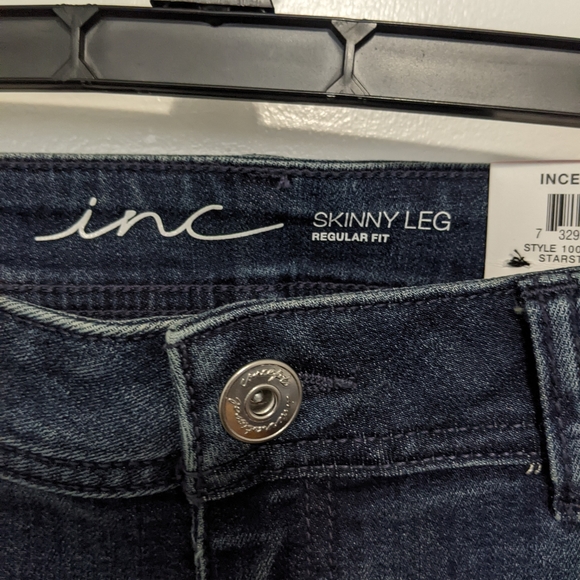 inc
SKINNY LEG
REGULAR FIT
INCE
7 329
STYLE 100
STARST